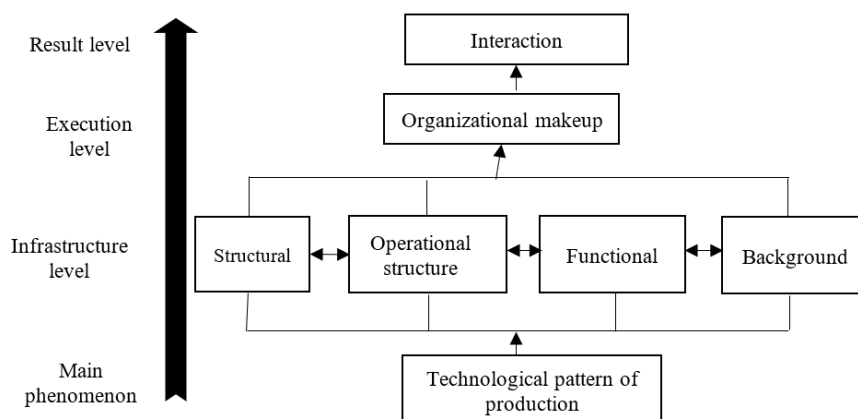 Result level
Interaction
Execution
level
Organizational makeup
Infrastructure
level
Structural
Operational
structure
Functional
Background
Main
phenomenon
Technological pattern of
production